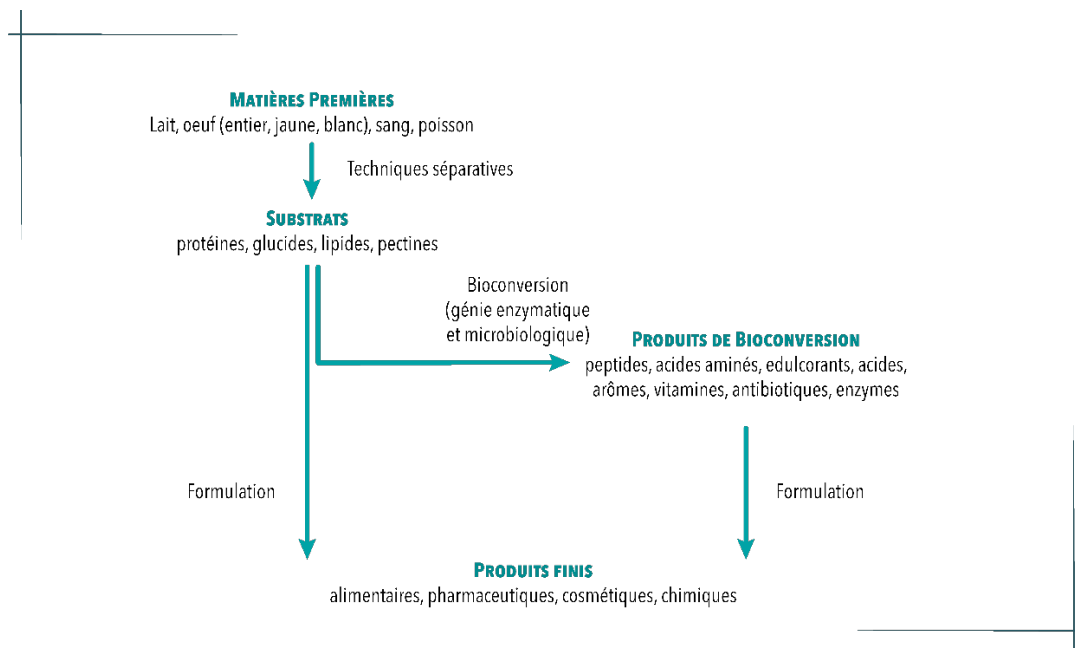 MATIÈRES PREMIÈRES
Lait, oeuf (entier, jaune, blanc), sang, poisson
Techniques séparatives
SUBSTRATS
protéines, glucides, lipides, pectines
Bioconversion
(génie enzymatique
et microbiologique)
PRODUITS DE BIOCONVERSION
peptides, acides aminés, edulcorants, acides,
arômes, vitamines, antibiotiques, enzymes
Formulation
Formulation
PRODUITS FINIS
alimentaires, pharmaceutiques, cosmétiques, chimiques